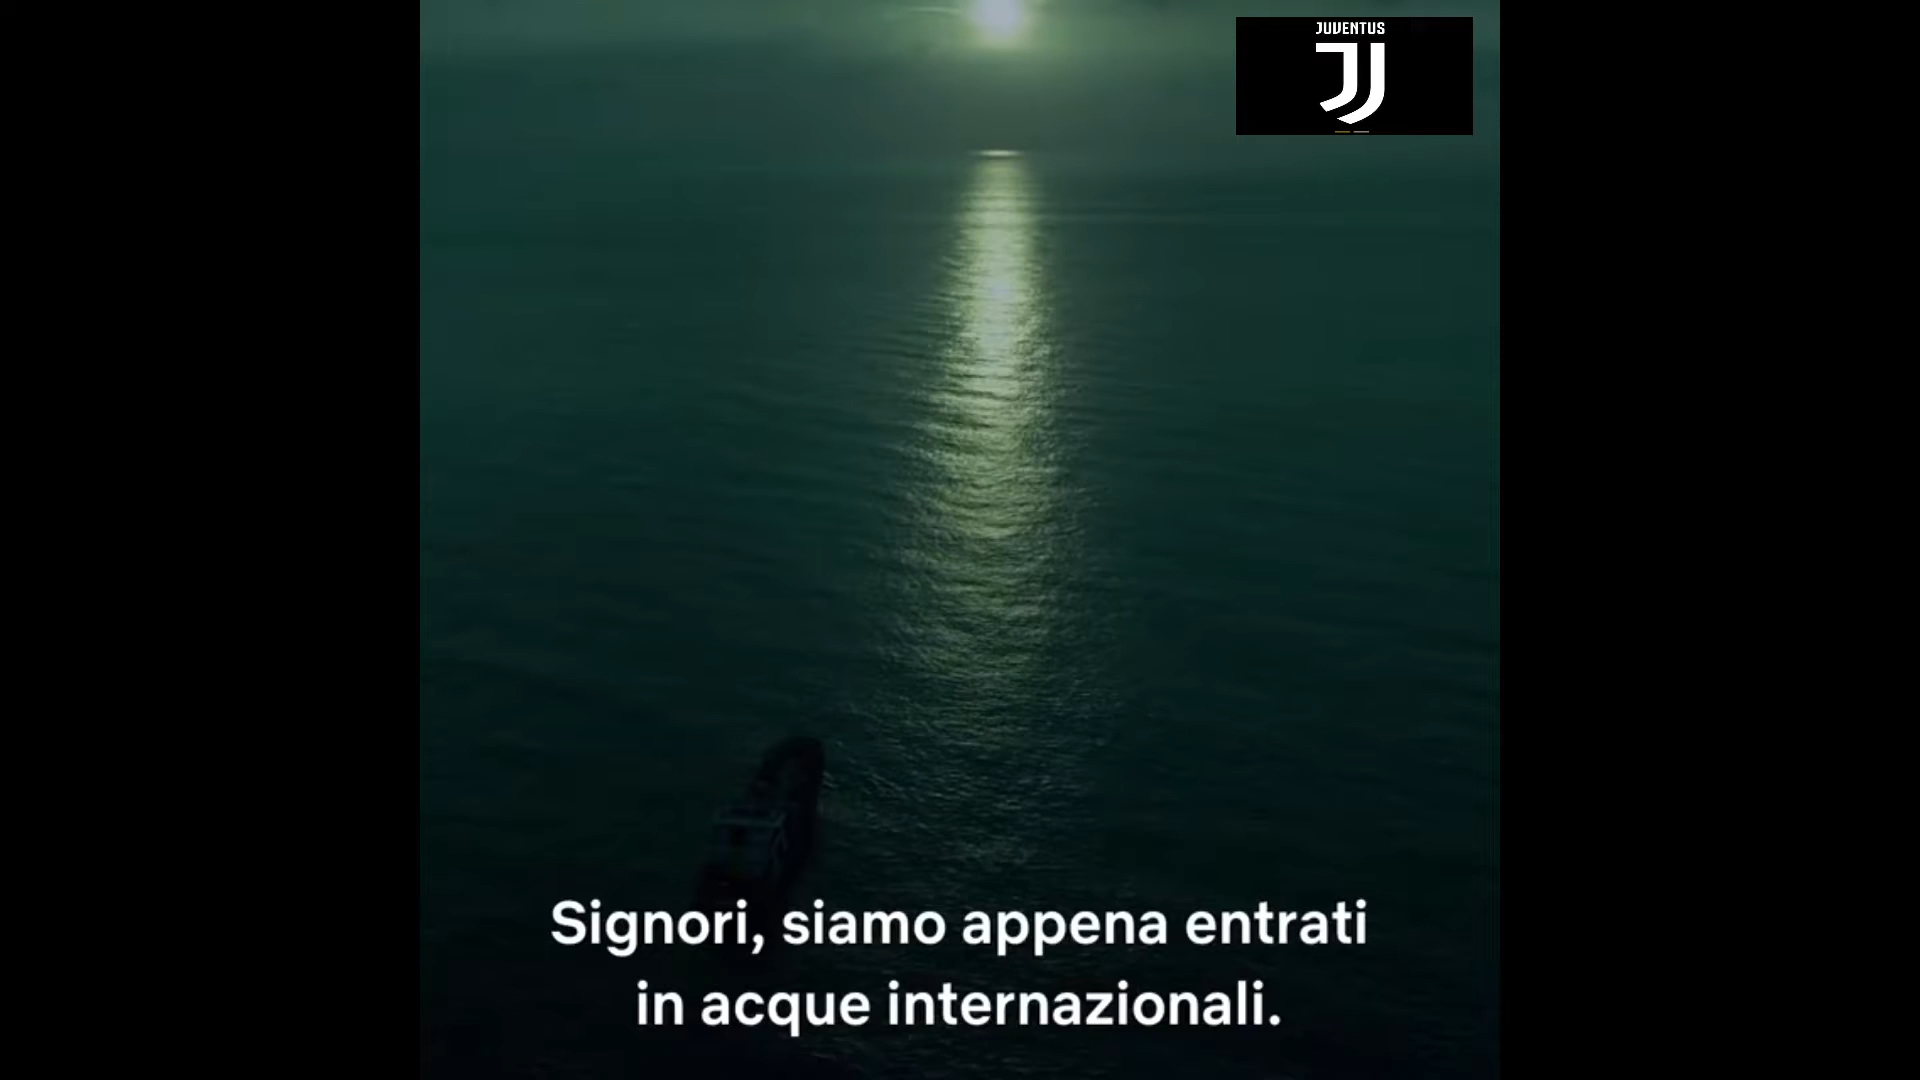 JUVENTUS
Signori, siamo appena entrati
in acque internazionali.